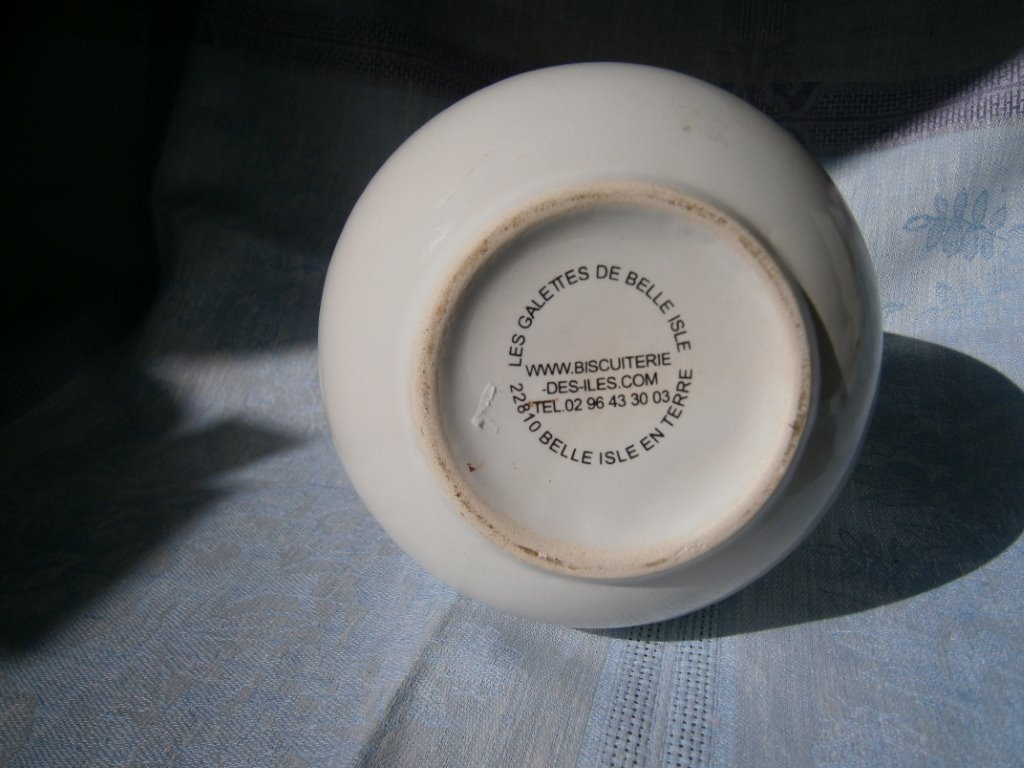 LES GALETTES DE BELLE ISLE
WWW.BISCUITERIE
-DES-ILES.COM
TEL.02 96 43 30 03
22810 BELLE ISLE EN TERRE